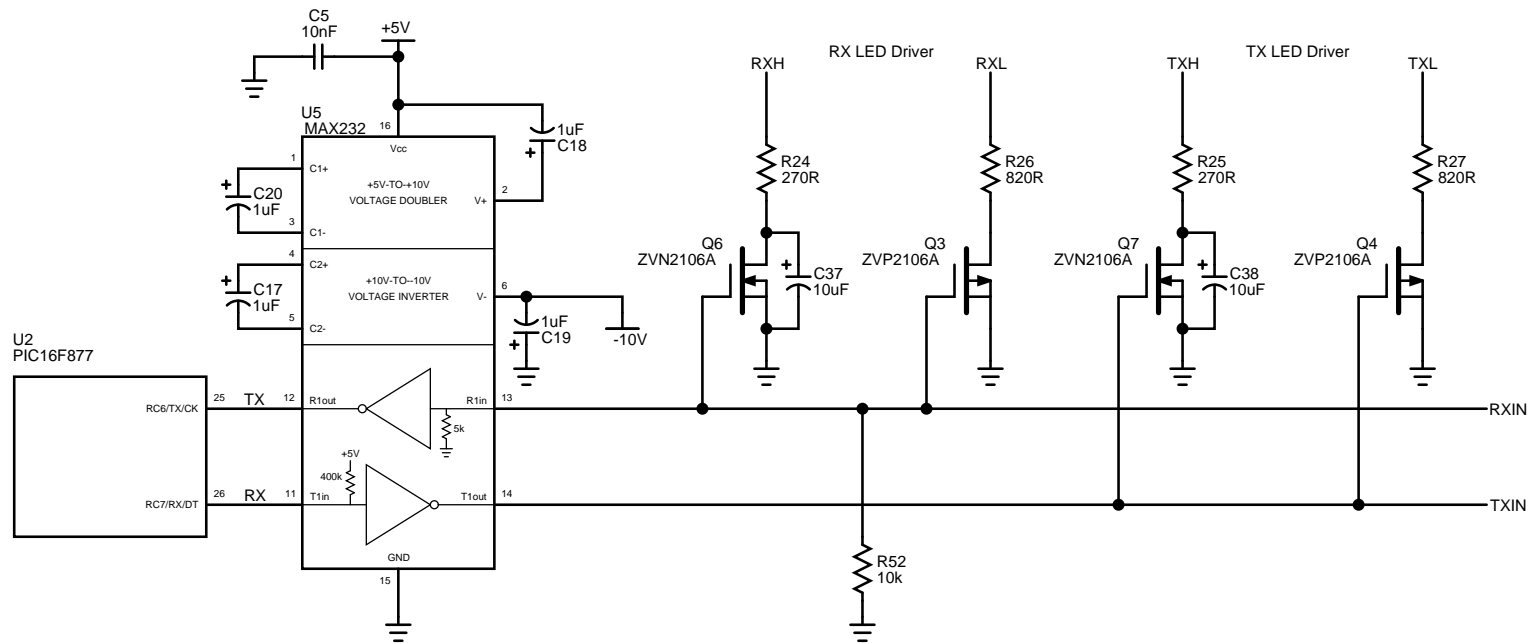 C5
10nF
+5V
RX LED Driver
TX LED Driver
RXH
RXL
TXH
TXL
U5
MAX232
16
Vcc
1uF
C18
1
C1+
+5V-TO-+10V
VOLTAGE DOUBLER
2
V+
C20
1uF
3
C1-
R24
270R
R26
820R
R25
270R
R27
820R
4
C2+
+10V-TO--10V
VOLTAGE INVERTER
6
V-
C17
1uF
5
C2-
1uF
C19
-10V
Q6
ZVN2106A
C37
10uF
Q3
ZVP2106A
Q7
ZVN2106A
C38
10uF
Q4
ZVP2106A
U2
PIC16F877
RC6/TX/CK
25
TX
12
R1out
R1in
13
5k
RXIN
+5V
400k
RC7/RX/DT
26
RX
11
T1in
T1out
14
TXIN
GND
15
R52
10k